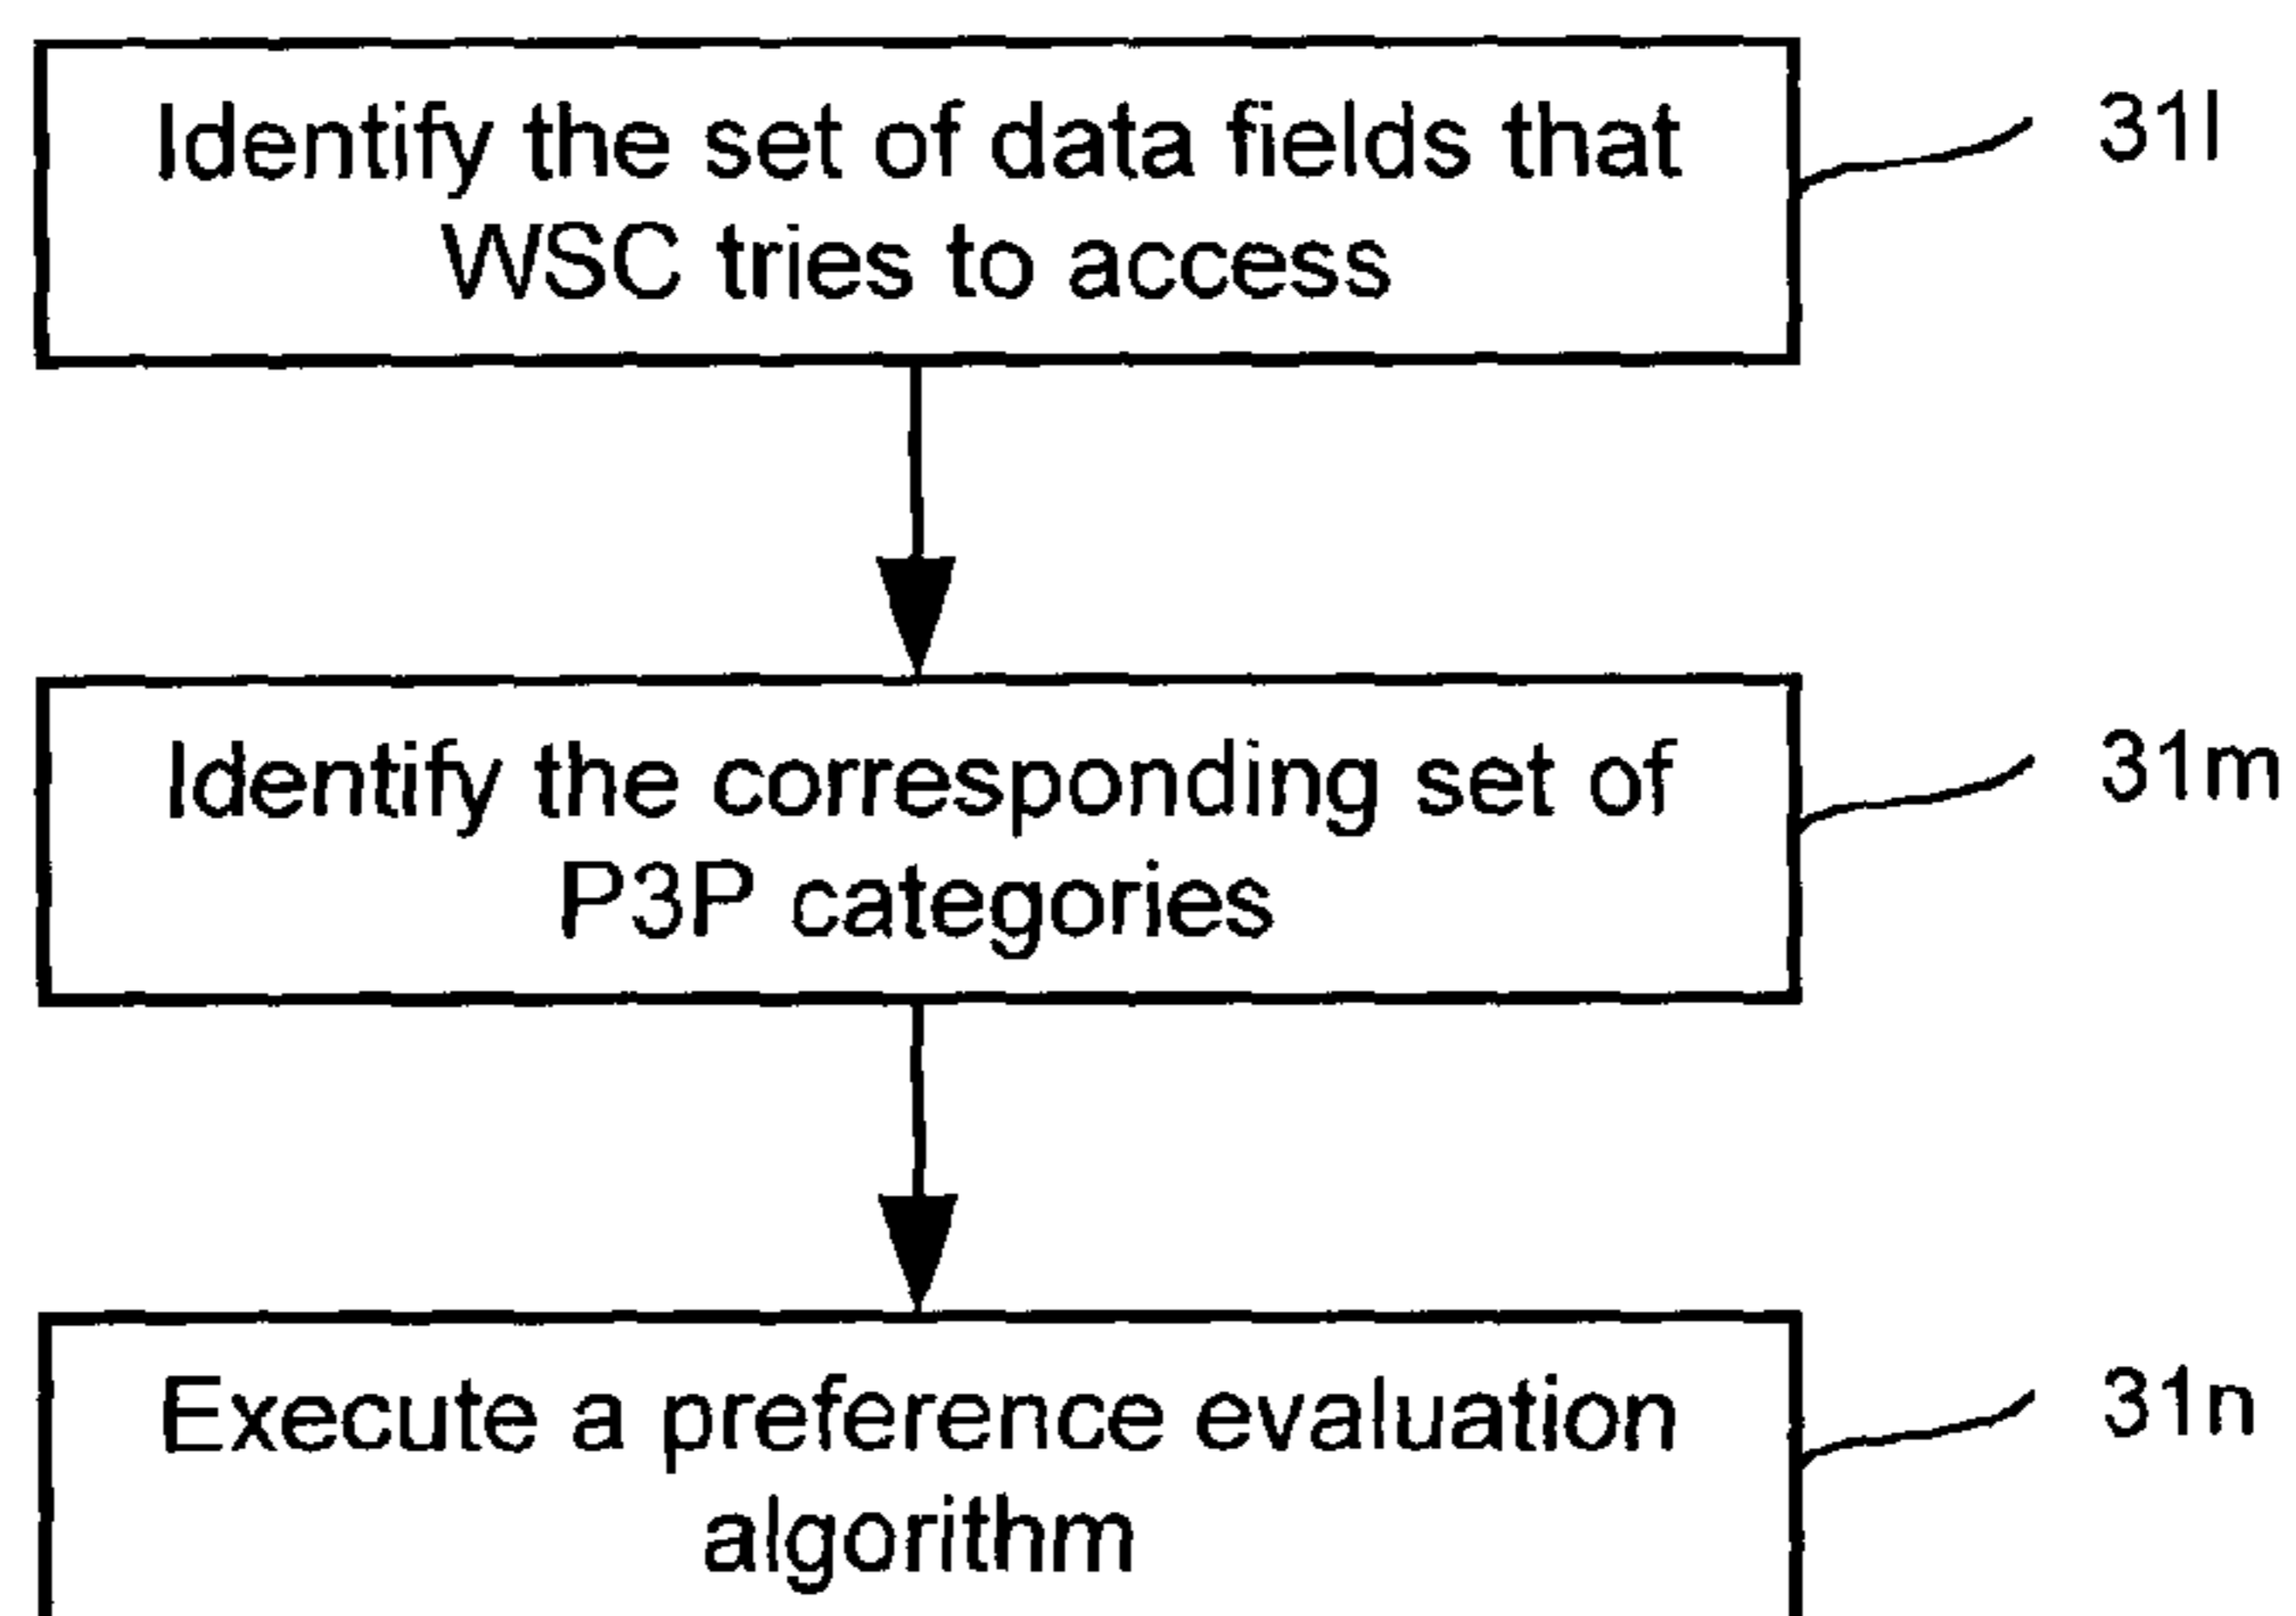 Identify the set of data fields that
WSC tries to access
31l
Identify the corresponding set of
P3P categories
31m
Execute a preference evaluation
algorithm
31n